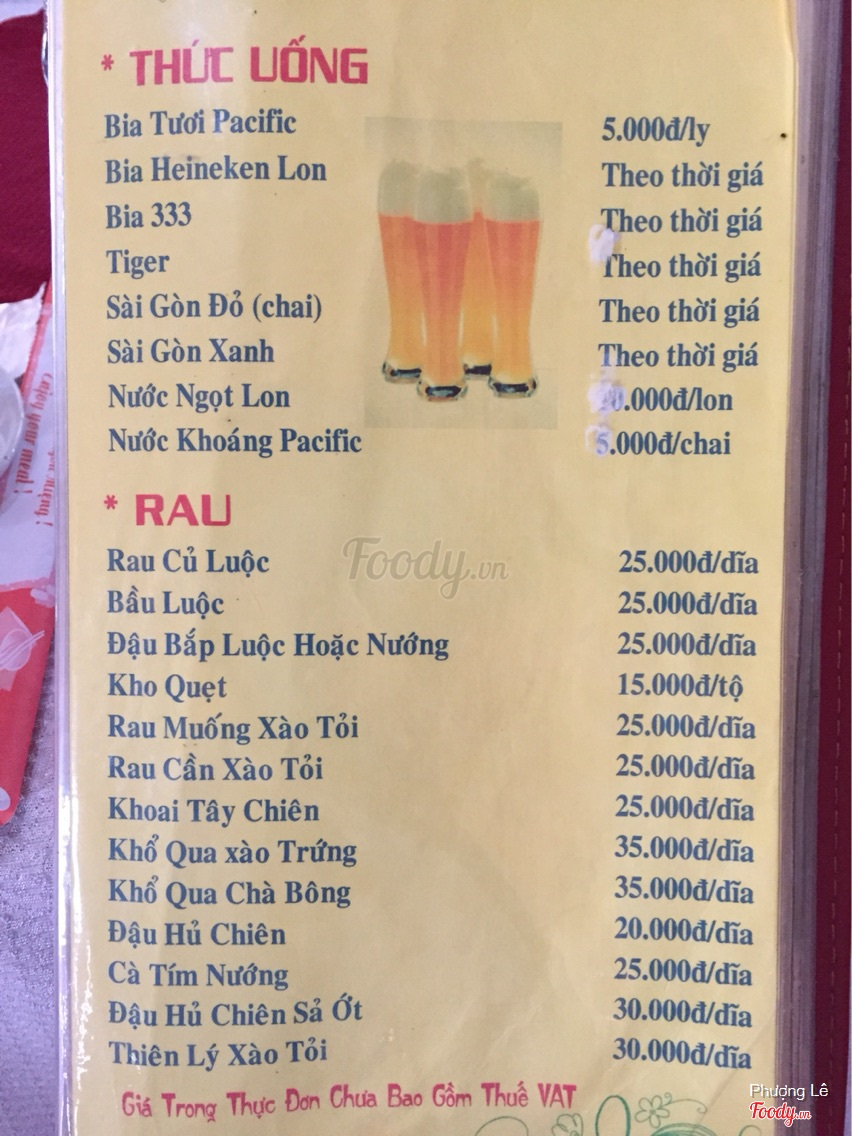 * THỨC UỐNG
Bia Tươi Pacific 5.000đ/ly
Bia Heineken Lon Theo thời giá
Bia 333 Theo thời giá
Tiger Theo thời giá
Sài Gòn Đỏ (chai) Theo thời giá
Sài Gòn Xanh Theo thời giá
Nước Ngọt Lon 0.000đ/lon
Nước Khoáng Pacific 5.000đ/chai
* RAU
Rau Củ Luộc 25.000đ/dĩa
Bầu Luộc 25.000đ/dĩa
Đậu Bắp Luộc Hoặc Nướng 25.000đ/dĩa
Kho Quẹt 15.000đ/tộ
Rau Muống Xào Tỏi 25.000đ/dĩa
Rau Cần Xào Tỏi 25.000đ/dĩa
Khoai Tây Chiên 25.000đ/dĩa
Khổ Qua xào Trứng 35.000đ/dĩa
Khổ Qua Chà Bông 35.000đ/dĩa
Đậu Hủ Chiên 20.000đ/dĩa
Cà Tím Nướng 25.000đ/dĩa
Đậu Hủ Chiên Sả Ớt 30.000đ/dĩa
Thiên Lý Xào Tỏi 30.000đ/dĩa
Giá Trong Thực Đơn Chưa Bao Gồm Thuế VAT
Enjoy your meal !
Foody.vn
Phượng Lê
Foody.vn